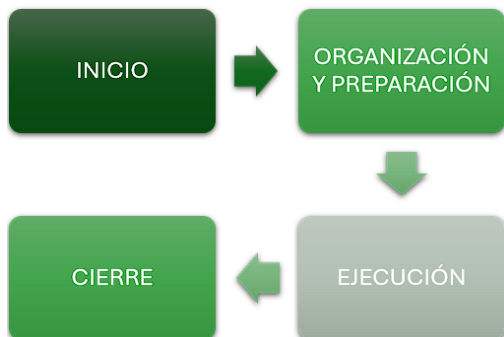 INICIO
ORGANIZACIÓN
Y PREPARACIÓN
CIERRE
EJECUCIÓN